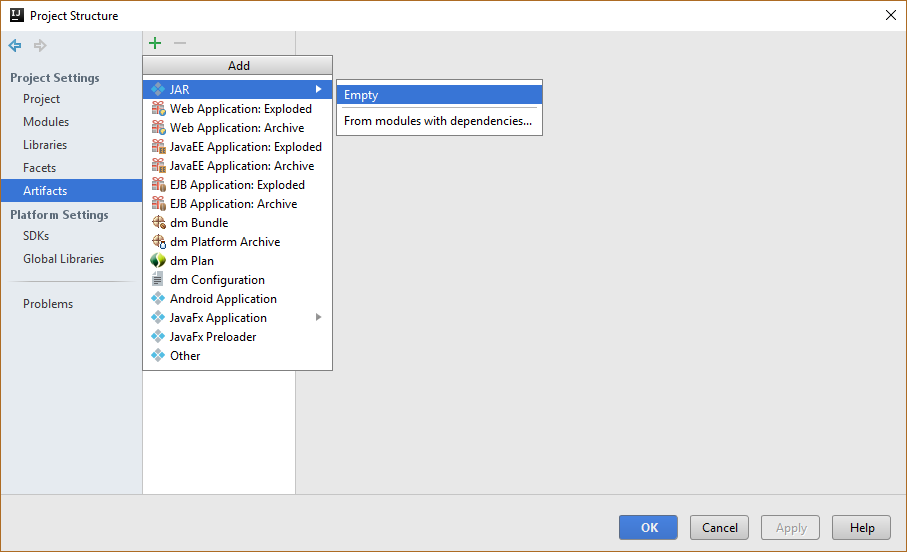 IJ
Project Structure
Project Settings
Project
Modules
Libraries
Facets
Artifacts
Platform Settings
SDKs
Global Libraries
Problems
Add
JAR
Web Application: Exploded
Web Application: Archive
JavaEE Application: Exploded
JavaEE Application: Archive
EJB Application: Exploded
EJB Application: Archive
dm Bundle
dm Platform Archive
dm Plan
dm Configuration
Android Application
JavaFx Application
JavaFx Preloader
Other
Empty
From modules with dependencies...
OK
Cancel
Apply
Help